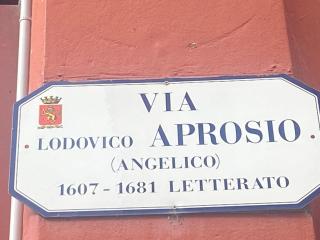 VIA
· LODOVICO APROSIO ·
(ANGELICO)
1607 - 1681 LETTERATO